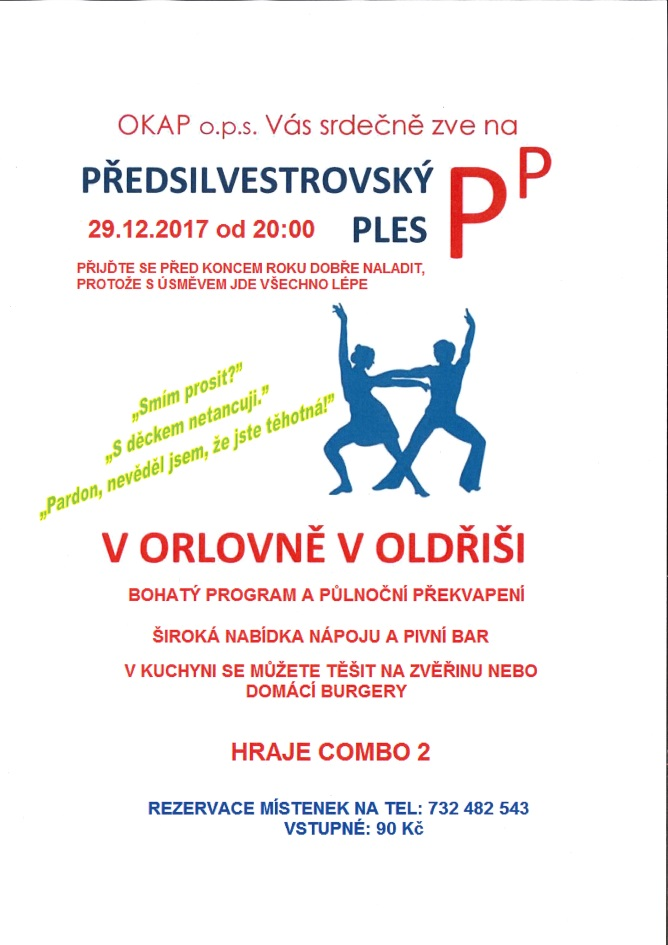 OKAP o.p.s. Vás srdečně zve na
PŘEDSILVESTROVSKÝ
PLES
PP
29.12.2017 od 20:00
PŘIJĎTE SE PŘED KONCEM ROKU DOBŘE NALADIT,
PROTOŽE S ÚSMĚVEM JDE VŠECHNO LÉPE
„Smím prosit?”
„S děckem netancuji.”
„Pardon, nevěděl jsem, že jste těhotná!”
V ORLOVNĚ V OLDŘIŠI
BOHATÝ PROGRAM A PŮLNOČNÍ PŘEKVAPENÍ
ŠIROKÁ NABÍDKA NÁPOJU A PIVNÍ BAR
V KUCHYNI SE MŮŽETE TĚŠIT NA ZVĚŘINU NEBO
DOMÁCÍ BURGERY
HRAJE COMBO 2
REZERVACE MÍSTENEK NA TEL: 732 482 543
VSTUPNÉ: 90 Kč